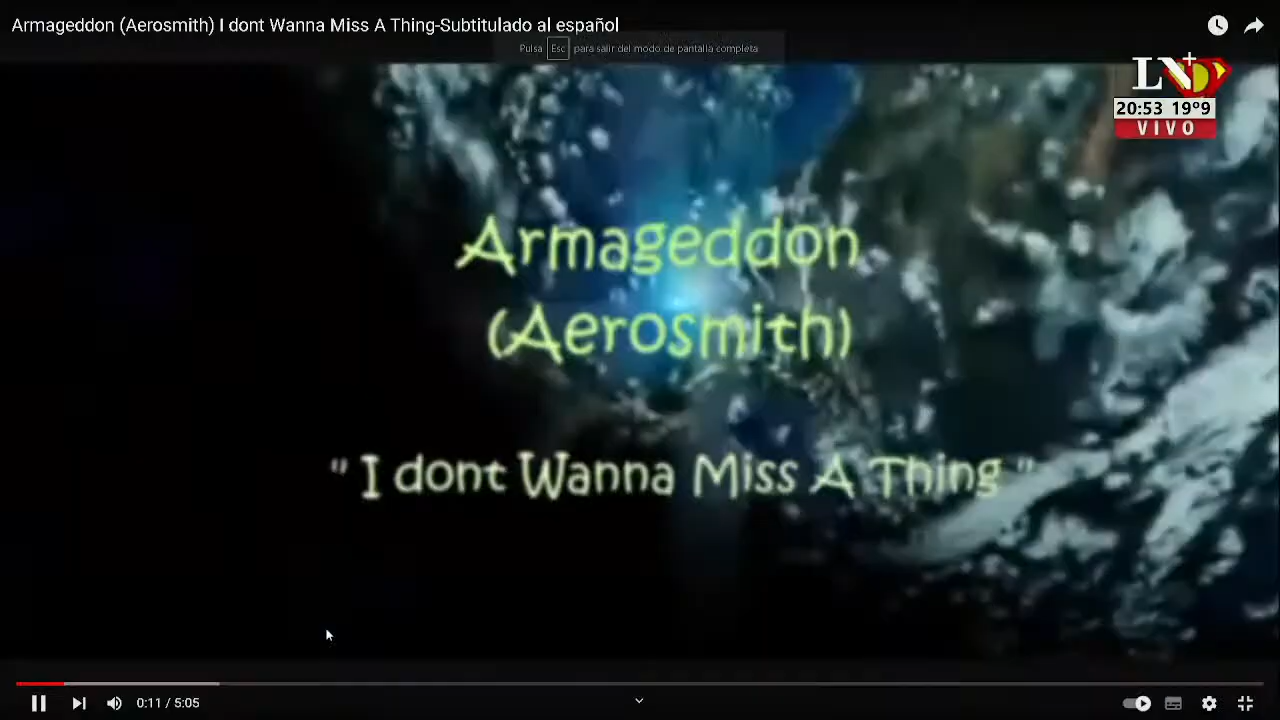 Armageddon (Aerosmith) I dont Wanna Miss A Thing-Subtitulado al español
Pulsa Esc para salir del modo de pantalla completa
LN+
20:53 19°9
VIVO
Armageddon
(Aerosmith)
" I dont Wanna Miss A Thing "
0:11 / 5:05